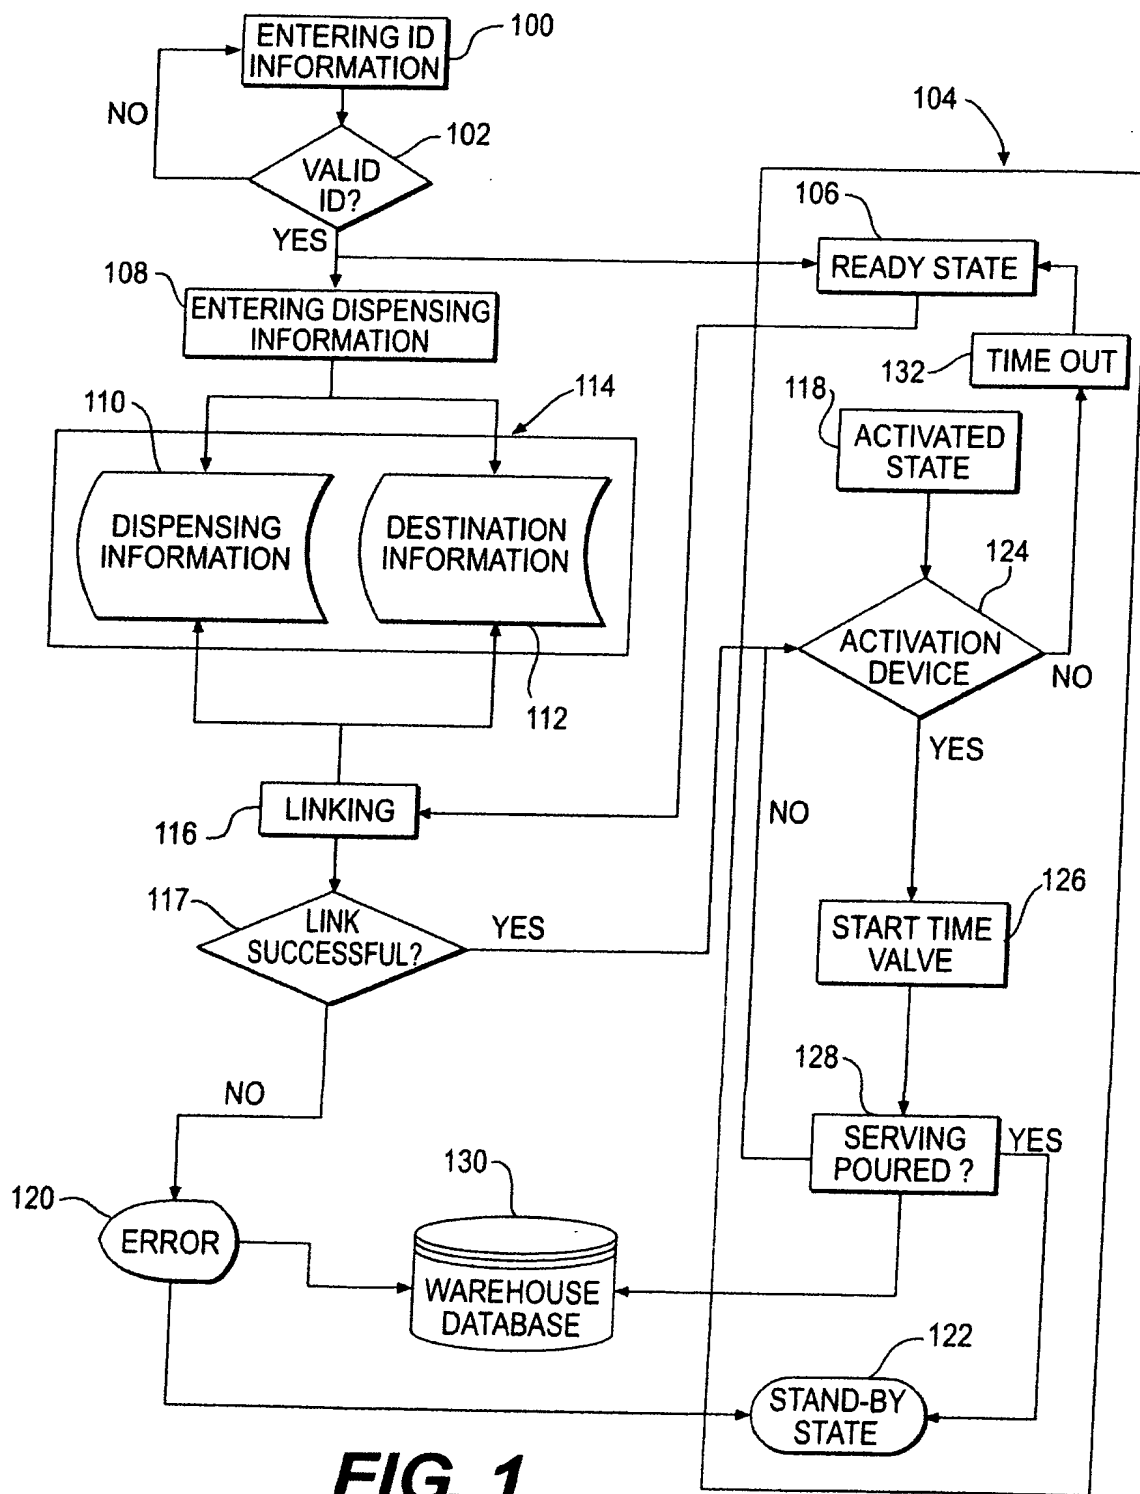 ENTERING ID
INFORMATION
100
NO
VALID
ID?
102
YES
104
106
READY STATE
108
ENTERING DISPENSING
INFORMATION
132
TIME OUT
118
ACTIVATED
STATE
110
114
DISPENSING
INFORMATION
DESTINATION
INFORMATION
112
124
ACTIVATION
DEVICE
NO
YES
NO
LINKING
116
117
LINK
SUCCESSFUL?
YES
126
START TIME
VALVE
NO
128
SERVING
POURED ?
YES
120
ERROR
130
WAREHOUSE
DATABASE
122
STAND-BY
STATE
FIG. 1